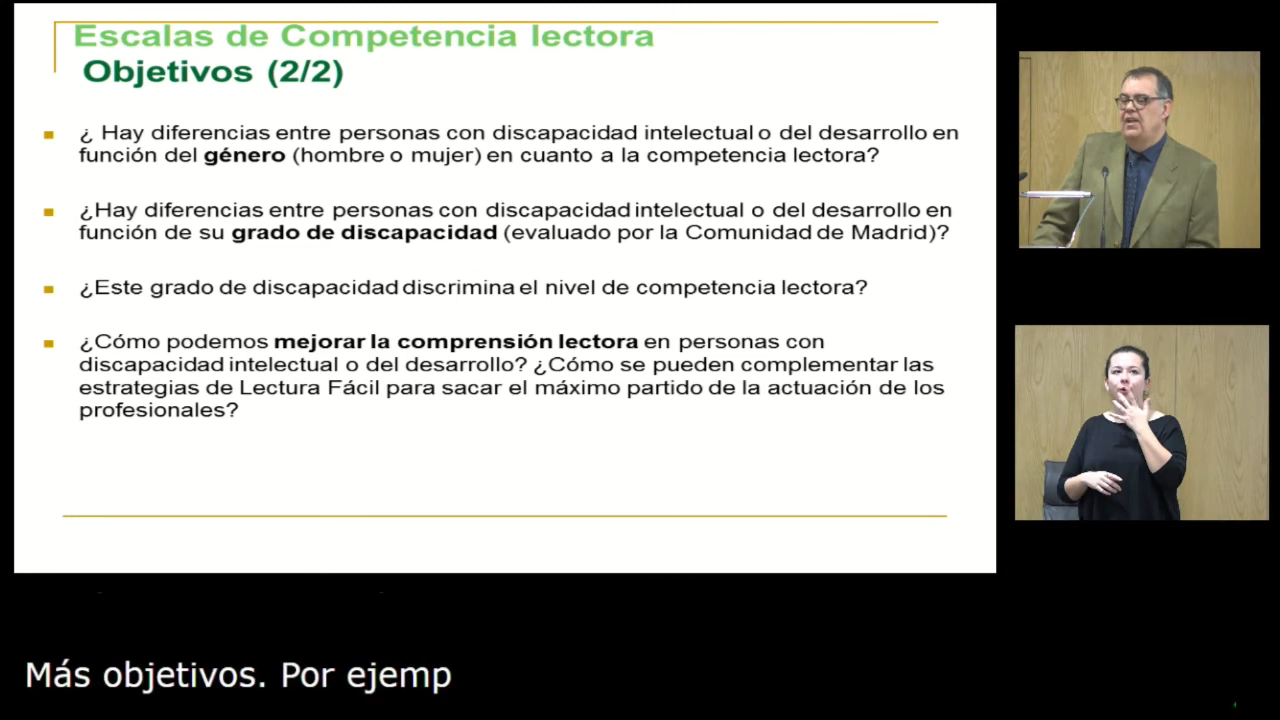 Escalas de Competencia lectora
Objetivos (2/2)
¿ Hay diferencias entre personas con discapacidad intelectual o del desarrollo en
función del género (hombre o mujer) en cuanto a la competencia lectora?
¿Hay diferencias entre personas con discapacidad intelectual o del desarrollo en
función de su grado de discapacidad (evaluado por la Comunidad de Madrid)?
¿Este grado de discapacidad discrimina el nivel de competencia lectora?
¿Cómo podemos mejorar la comprensión lectora en personas con
discapacidad intelectual o del desarrollo? ¿Cómo se pueden complementar las
estrategias de Lectura Fácil para sacar el máximo partido de la actuación de los
profesionales?
Más objetivos. Por ejemp